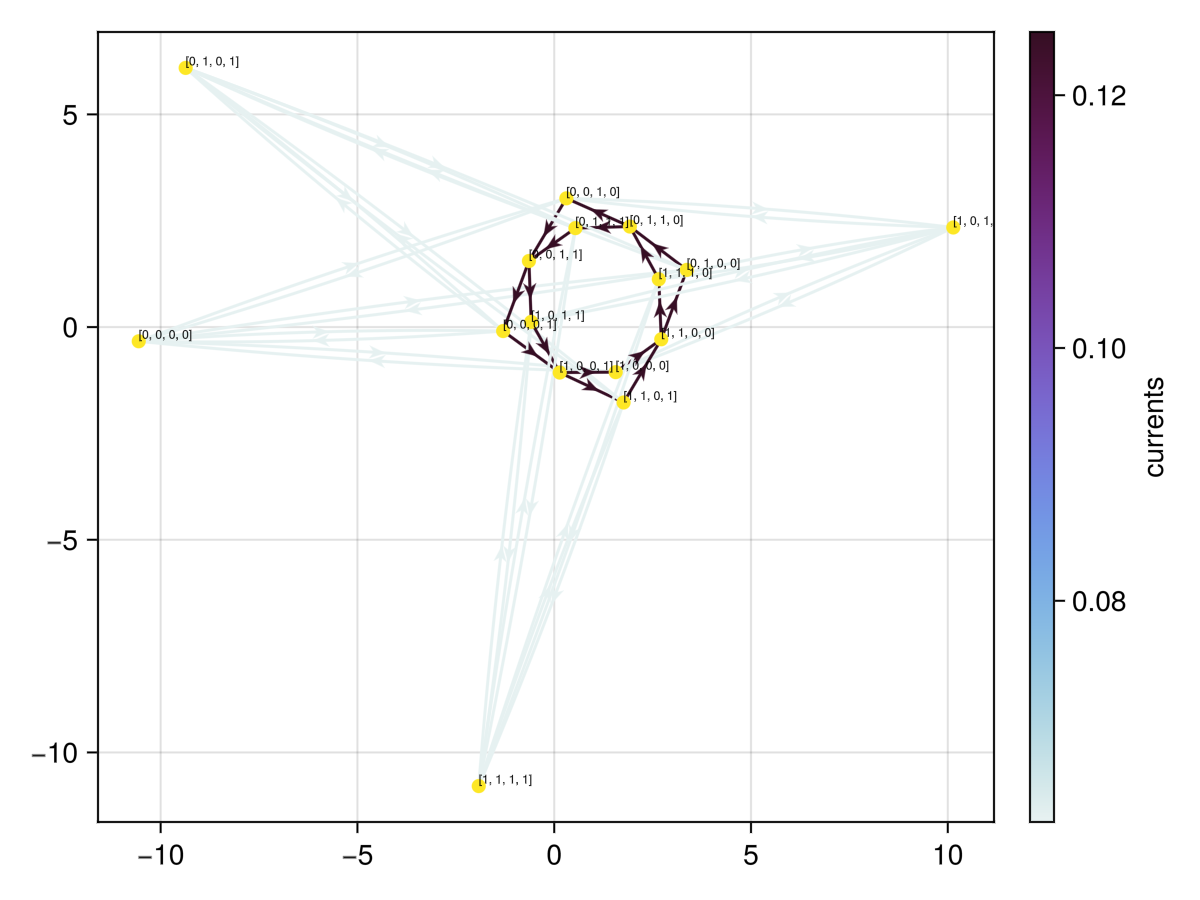 [0, 1, 0, 1]
5
[0, 0, 1, 0]
[0, 1, 1, 0]
[1, 0, 1,
[0, 0, 1, 1]
[0, 1, 0, 0]
[1, 1, 1, 0]
0
[0, 0, 0, 0]
[1, 0, 1, 1]
[0, 0, 0, 1]
[1, 1, 0, 0]
[1, 0, 0, 1]
[1, 1, 0, 1]
−5
−10
[1, 1, 1, 1]
−10
−5
0
5
10
0.12
0.10
0.08
currents